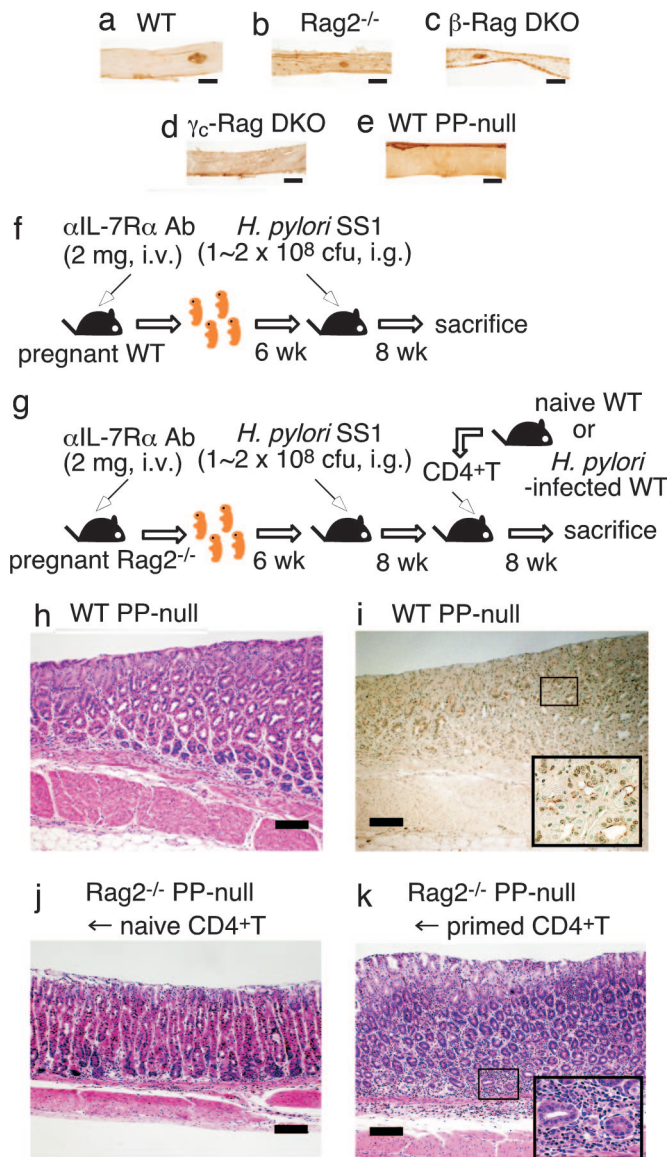 a WT
b Rag2-/-
c β-Rag DKO
d γc-Rag DKO
e WT PP-null
f
αIL-7Rα Ab
(2 mg, i.v.)
H. pylori SS1
(1~2 x 10⁸ cfu, i.g.)
pregnant WT
6 wk
8 wk
sacrifice
g
αIL-7Rα Ab
(2 mg, i.v.)
H. pylori SS1
(1~2 x 10⁸ cfu, i.g.)
CD4+T
naive WT
or
H. pylori
-infected WT
pregnant Rag2-/-
6 wk
8 wk
8 wk
sacrifice
h WT PP-null
i WT PP-null
j Rag2-/- PP-null
← naive CD4+T
k Rag2-/- PP-null
← primed CD4+T